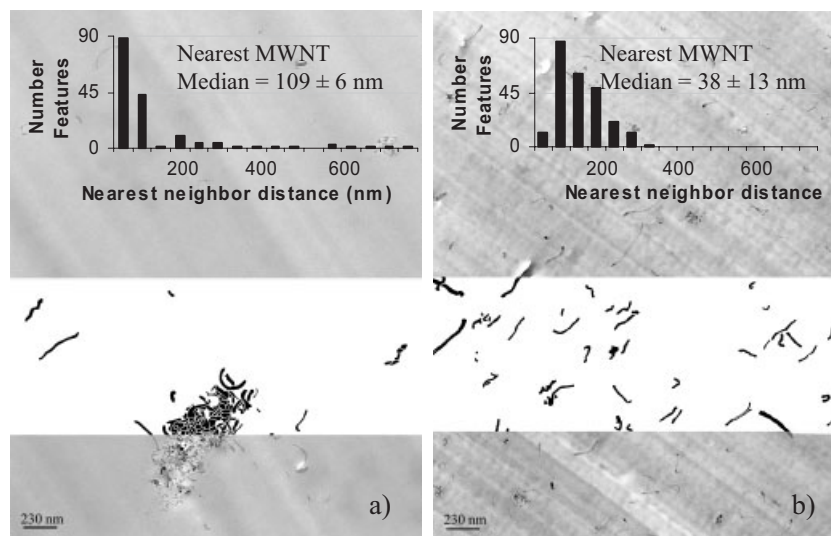 90
45
0
Number
Features
Nearest MWNT
Median = 109 ± 6 nm
200 400 600
Nearest neighbor distance (nm)
230 nm
a)
90
45
0
Number
Features
Nearest MWNT
Median = 38 ± 13 nm
200 400 600
Nearest neighbor distance
230 nm
b)